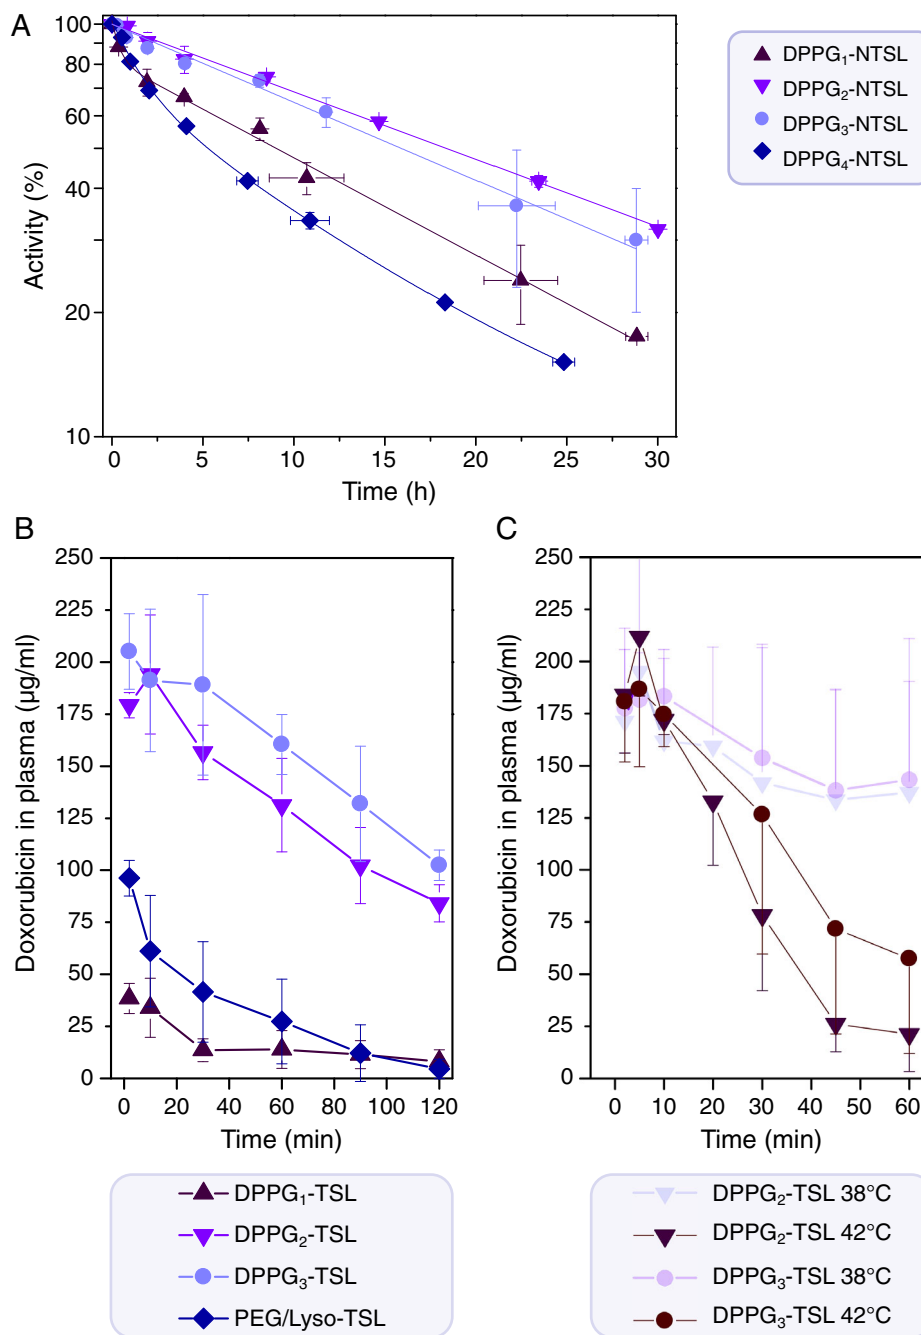 A
100
80
60
40
20
10
Activity (%)
0 5 10 15 20 25 30
Time (h)
DPPG₁-NTSL
DPPG₂-NTSL
DPPG₃-NTSL
DPPG₄-NTSL
B
250
225
200
175
150
125
100
75
50
25
0
Doxorubicin in plasma (µg/ml)
0 20 40 60 80 100 120
Time (min)
DPPG₁-TSL
DPPG₂-TSL
DPPG₃-TSL
PEG/Lyso-TSL
C
250
225
200
175
150
125
100
75
50
25
0
Doxorubicin in plasma (µg/ml)
0 10 20 30 40 50 60
Time (min)
DPPG₂-TSL 38°C
DPPG₂-TSL 42°C
DPPG₃-TSL 38°C
DPPG₃-TSL 42°C